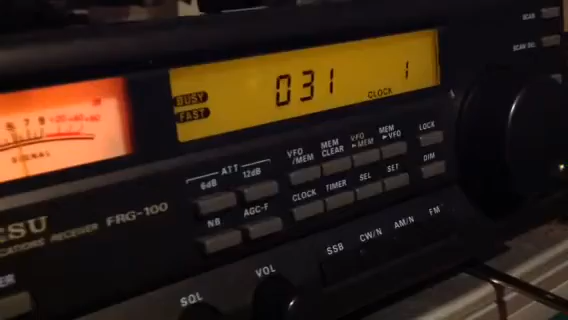 SCAN
SCAN SEL
BUSY
FAST
031
1
CLOCK
SIGNAL
ATT
6dB
12dB
VFO
/MEM
MEM
CLEAR
VFO
►MEM
MEM
►VFO
LOCK
NB
AGC-F
CLOCK
TIMER
SEL
SET
DIM
FRG-100
RECEIVER
SSB
CW/N
AM/N
FM
SQL
VOL